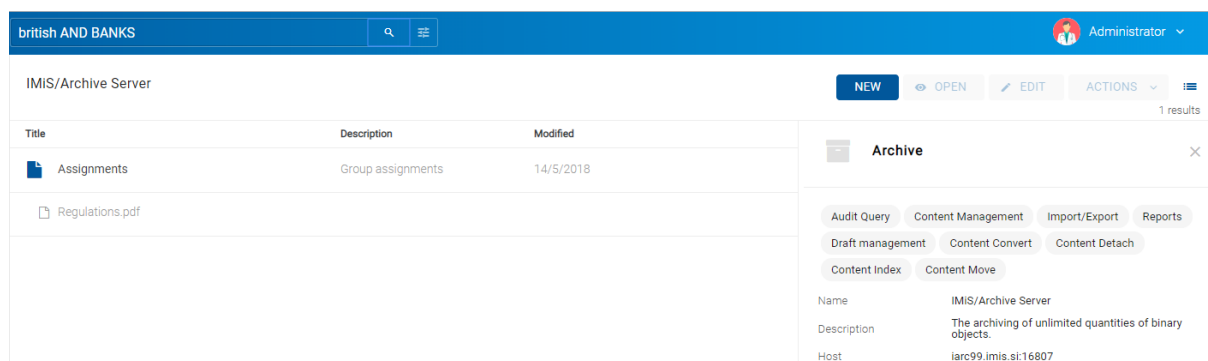 british AND BANKS
Administrator
IMiS/Archive Server
NEW OPEN EDIT ACTIONS
1 results
Title Description Modified
Archive
Assignments Group assignments 14/5/2018
Regulations.pdf
Audit Query Content Management Import/Export Reports
Draft management Content Convert Content Detach
Content Index Content Move
Name IMiS/Archive Server
Description The archiving of unlimited quantities of binary
objects.
Host iarc99.imis.si:16807